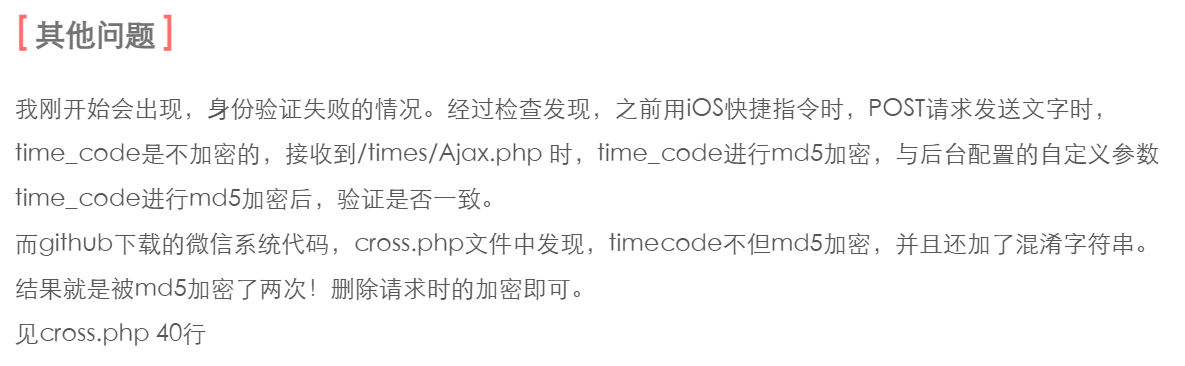 [ 其他问题 ]
我刚开始会出现，身份验证失败的情况。经过检查发现，之前用iOS快捷指令时，POST请求发送文字时，
time_code是不加密的，接收到/times/Ajax.php 时，time_code进行md5加密，与后台配置的自定义参数
time_code进行md5加密后，验证是否一致。
而github下载的微信系统代码，cross.php文件中发现，timecode不但md5加密，并且还加了混淆字符串。
结果就是被md5加密了两次！删除请求时的加密即可。
见cross.php 40行